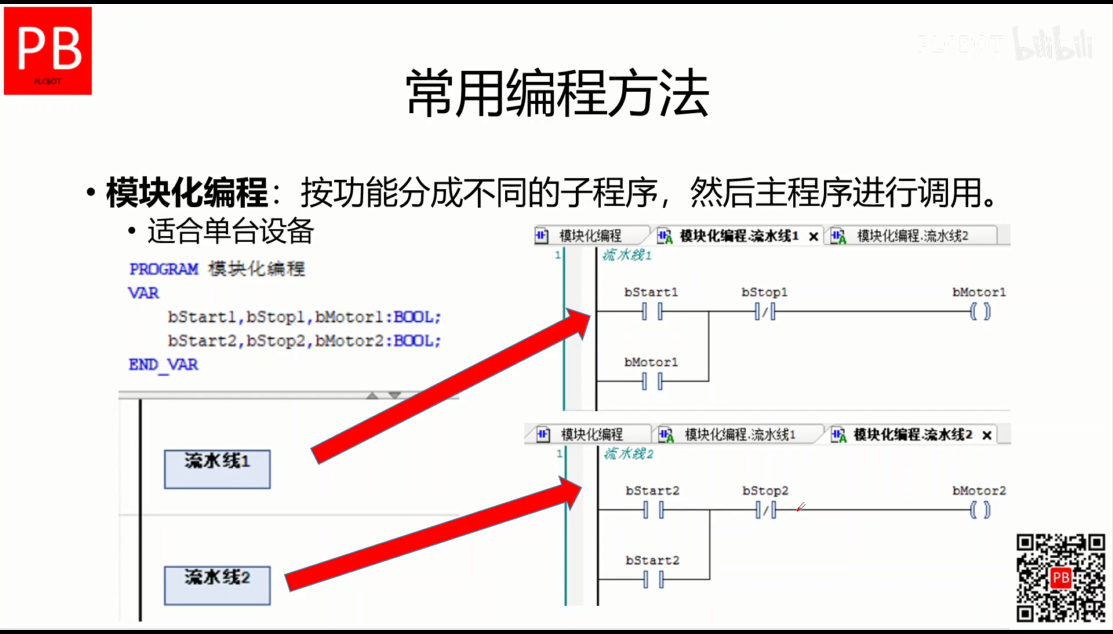 PB
PLCBOT
bilibili
常用编程方法
• 模块化编程：按功能分成不同的子程序，然后主程序进行调用。
• 适合单台设备
PROGRAM 模块化编程
VAR
bStart1,bStop1,bMotor1:BOOL;
bStart2,bStop2,bMotor2:BOOL;
END_VAR
流水线1
流水线2
模块化编程 模块化编程.流水线1 × 模块化编程.流水线2
1 流水线1
bStart1 bStop1 bMotor1
bMotor1
模块化编程 模块化编程.流水线1 模块化编程.流水线2 ×
1 流水线2
bStart2 bStop2 bMotor2
bStart2
PB